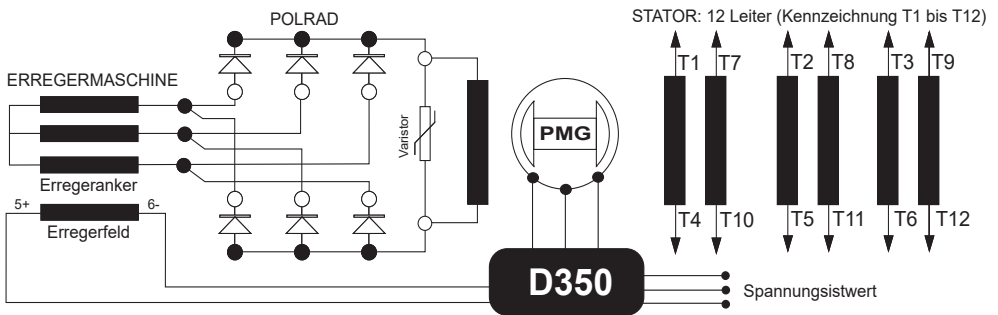 POLRAD
STATOR: 12 Leiter (Kennzeichnung T1 bis T12)
T1 T7 T2 T8 T3 T9
ERREGERMASCHINE
Varistor
PMG
Erregeranker
5+ 6-
Erregerfeld
T4 T10 T5 T11 T6 T12
D350
Spannungsistwert